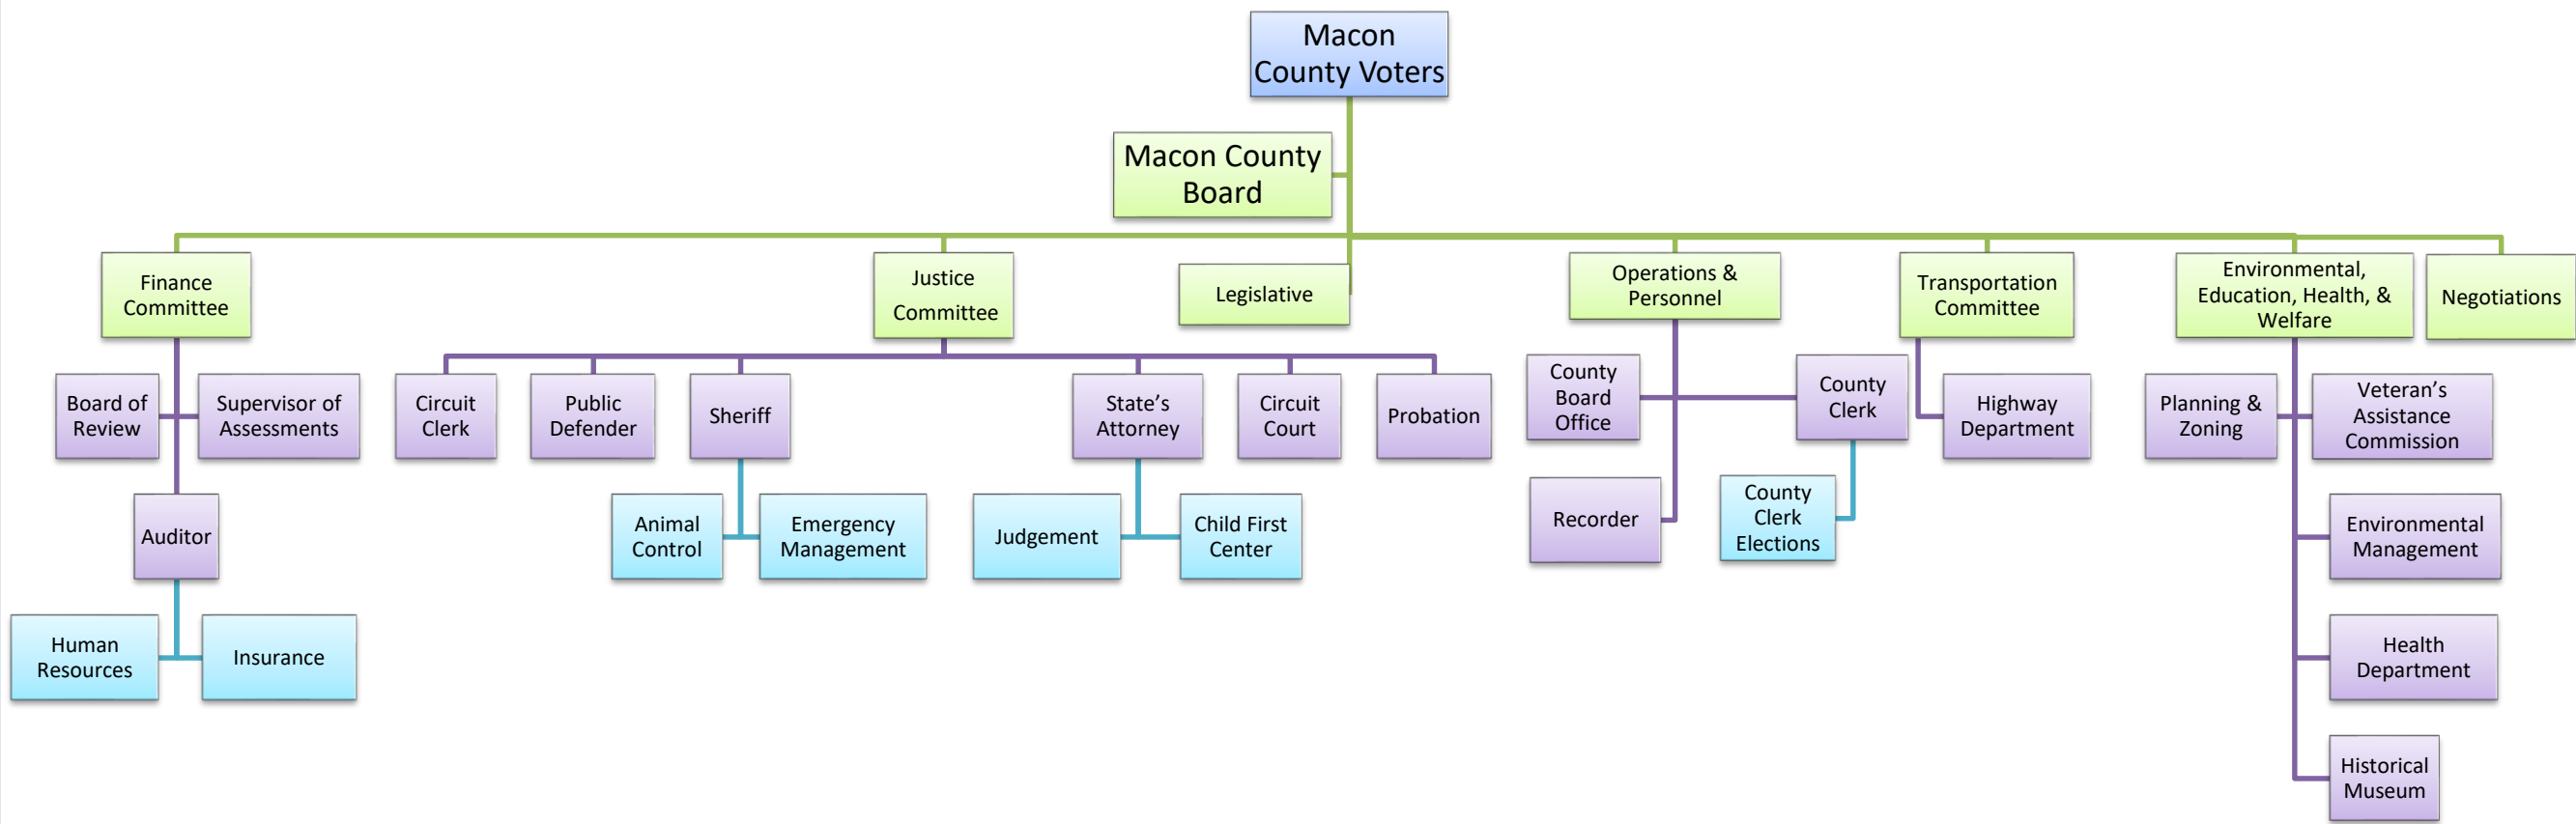 Macon
County Voters
Macon County
Board
Finance
Committee
Justice
Committee
Legislative
Operations &
Personnel
Transportation
Committee
Environmental,
Education, Health, &
Welfare
Negotiations
Board of
Review
Supervisor of
Assessments
Circuit
Clerk
Public
Defender
Sheriff
State’s
Attorney
Circuit
Court
Probation
County
Board
Office
County
Clerk
Highway
Department
Planning &
Zoning
Veteran’s
Assistance
Commission
Auditor
Animal
Control
Emergency
Management
Judgement
Child First
Center
Recorder
County
Clerk
Elections
Environmental
Management
Human
Resources
Insurance
Health
Department
Historical
Museum